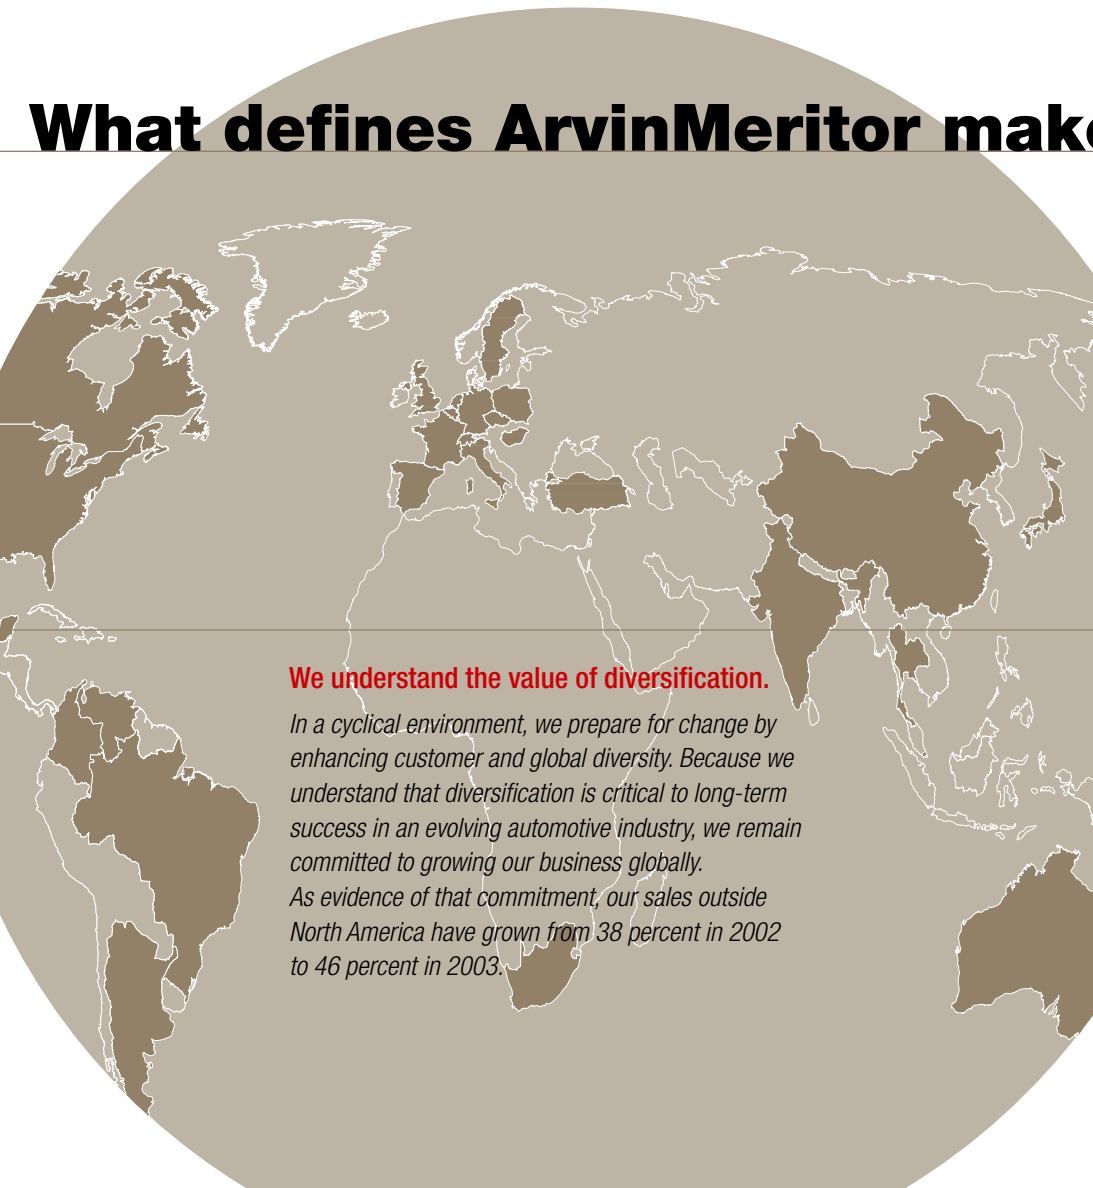 What defines ArvinMeritor make
We understand the value of diversification.
In a cyclical environment, we prepare for change by
enhancing customer and global diversity. Because we
understand that diversification is critical to long-term
success in an evolving automotive industry, we remain
committed to growing our business globally.
As evidence of that commitment, our sales outside
North America have grown from 38 percent in 2002
to 46 percent in 2003.